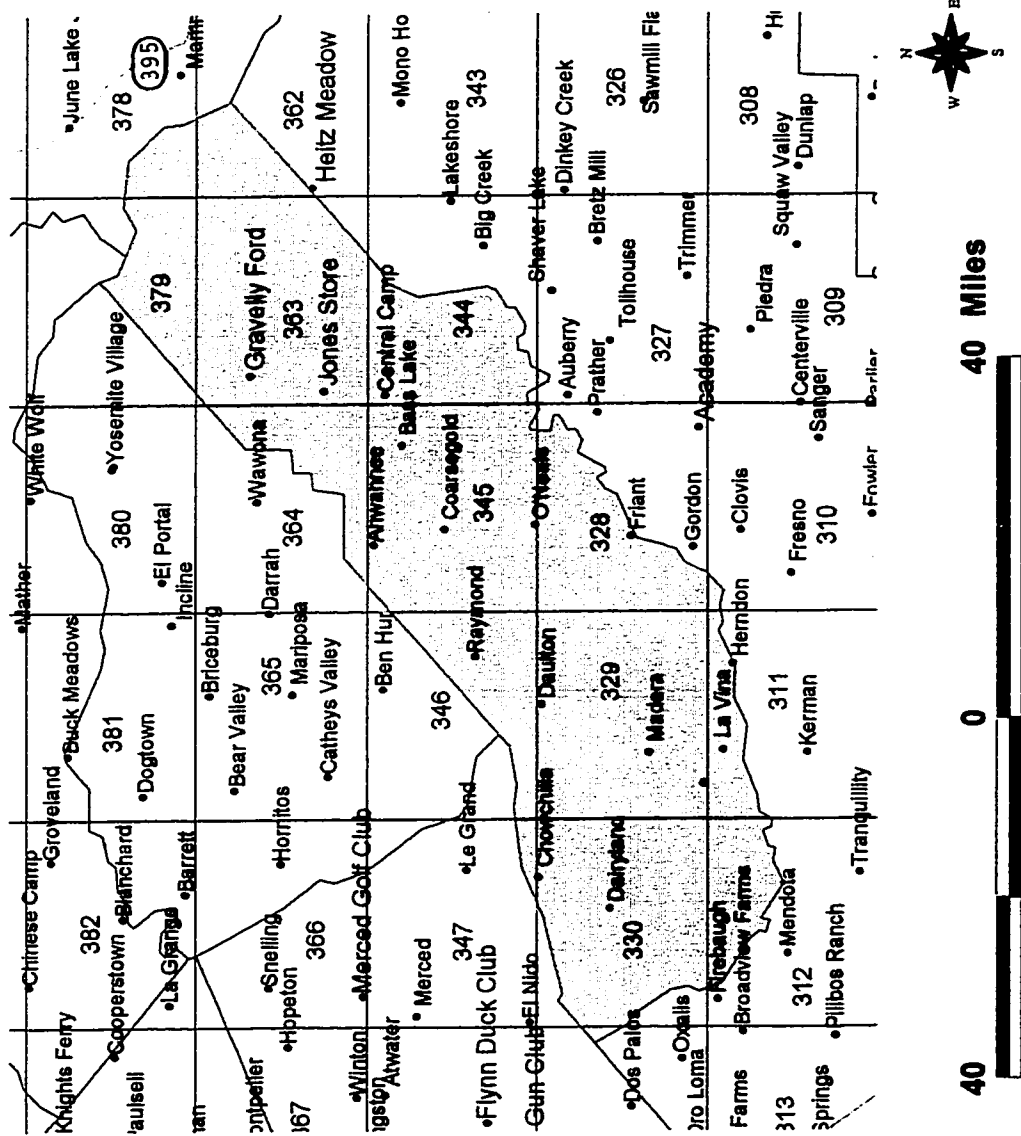 Knights Ferry
Chinese Camp
Mather
White Wolf
Groveland
Duck Meadows
June Lake
Cooperstown
382
Blanchard
381
380
Yosemite Village
378
Paulsell
Dogtown
El Portal
379
395
La Grange
Barrett
Incline
Briceburg
Bear Valley
Wawona
Gravelly Ford
Snelling
Hornitos
365
Darrah
Hopeton
Mariposa
364
363
362
366
Catheys Valley
Jones Store
Heitz Meadow
Winton
Merced Golf Club
Ben Hur
Ahwahnee
Central Camp
Atwater
Bass Lake
Mono Ho
Merced
346
Coarsegold
Lakeshore
347
Le Grand
Raymond
345
344
343
Flynn Duck Club
Big Creek
Gun Club
El Nido
Chowchilla
Daulton
O'Neals
Shaver Lake
Auberry
Dinkey Creek
Dairyland
329
328
Prather
Bretz Mill
326
330
Tollhouse
Dos Palos
Madera
Friant
327
Sawmill Fla
Oxalis
Gordon
Trimmer
Oro Loma
Firebaugh
La Vina
Academy
Farms
Broadview Farms
Herndon
Clovis
Piedra
308
313
Mendota
311
Fresno
Squaw Valley
312
Kerman
Centerville
Dunlap
Springs
Pilibos Ranch
310
Sanger
309
Tranquillity
Fowler
Parlier
N
W
E
S
40 0 40 Miles